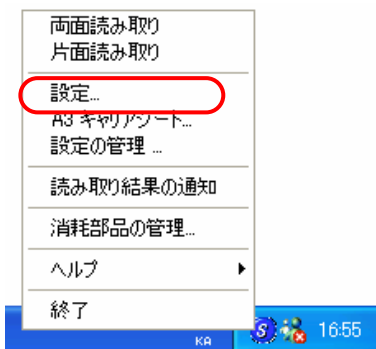 両面読み取り
片面読み取り
設定...
A3 キャリアシート...
設定の管理 ...
読み取り結果の通知
消耗部品の管理...
ヘルプ
終了
KA
S
16:55